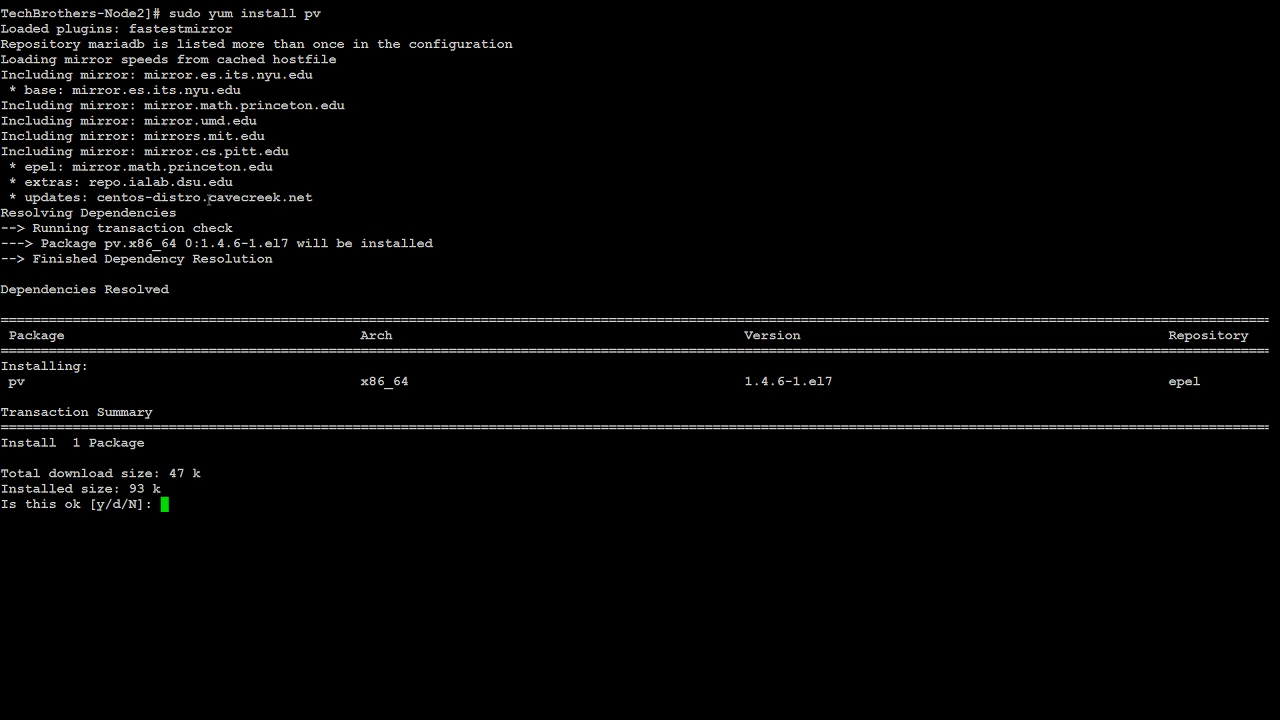 TechBrothers-Node2]# sudo yum install pv
Loaded plugins: fastestmirror
Repository mariadb is listed more than once in the configuration
Loading mirror speeds from cached hostfile
Including mirror: mirror.es.its.nyu.edu
 * base: mirror.es.its.nyu.edu
Including mirror: mirror.math.princeton.edu
Including mirror: mirror.umd.edu
Including mirror: mirrors.mit.edu
Including mirror: mirror.cs.pitt.edu
 * epel: mirror.math.princeton.edu
 * extras: repo.ialab.dsu.edu
 * updates: centos-distro.cavecreek.net
Resolving Dependencies
--> Running transaction check
---> Package pv.x86_64 0:1.4.6-1.el7 will be installed
--> Finished Dependency Resolution
Dependencies Resolved
Package Arch Version Repository
Installing:
pv x86_64 1.4.6-1.el7 epel
Transaction Summary
Install  1 Package
Total download size: 47 k
Installed size: 93 k
Is this ok [y/d/N]: